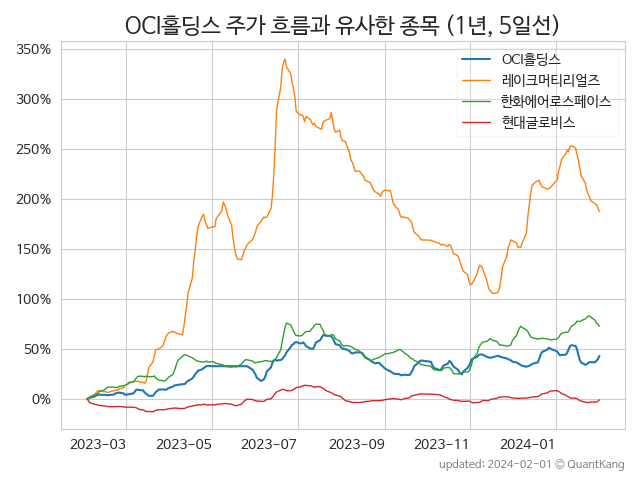 OCI홀딩스 주가 흐름과 유사한 종목 (1년, 5일선)
OCI홀딩스
레이크머티리얼즈
한화에어로스페이스
현대글로비스
350%
300%
250%
200%
150%
100%
50%
0%
2023-03
2023-05
2023-07
2023-09
2023-11
2024-01
updated: 2024-02-01 © QuantKang